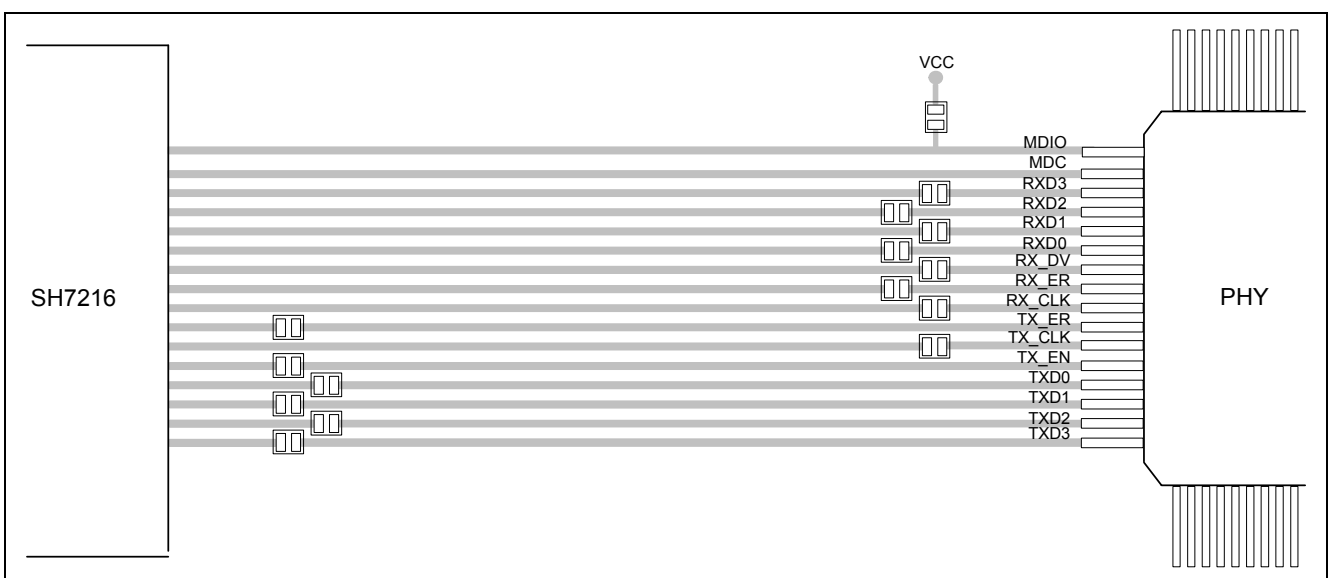 VCC
MDIO
MDC
RXD3
RXD2
RXD1
RXD0
RX_DV
RX_ER
SH7216
PHY
RX_CLK
TX_ER
TX_CLK
TX_EN
TXD0
TXD1
TXD2
TXD3